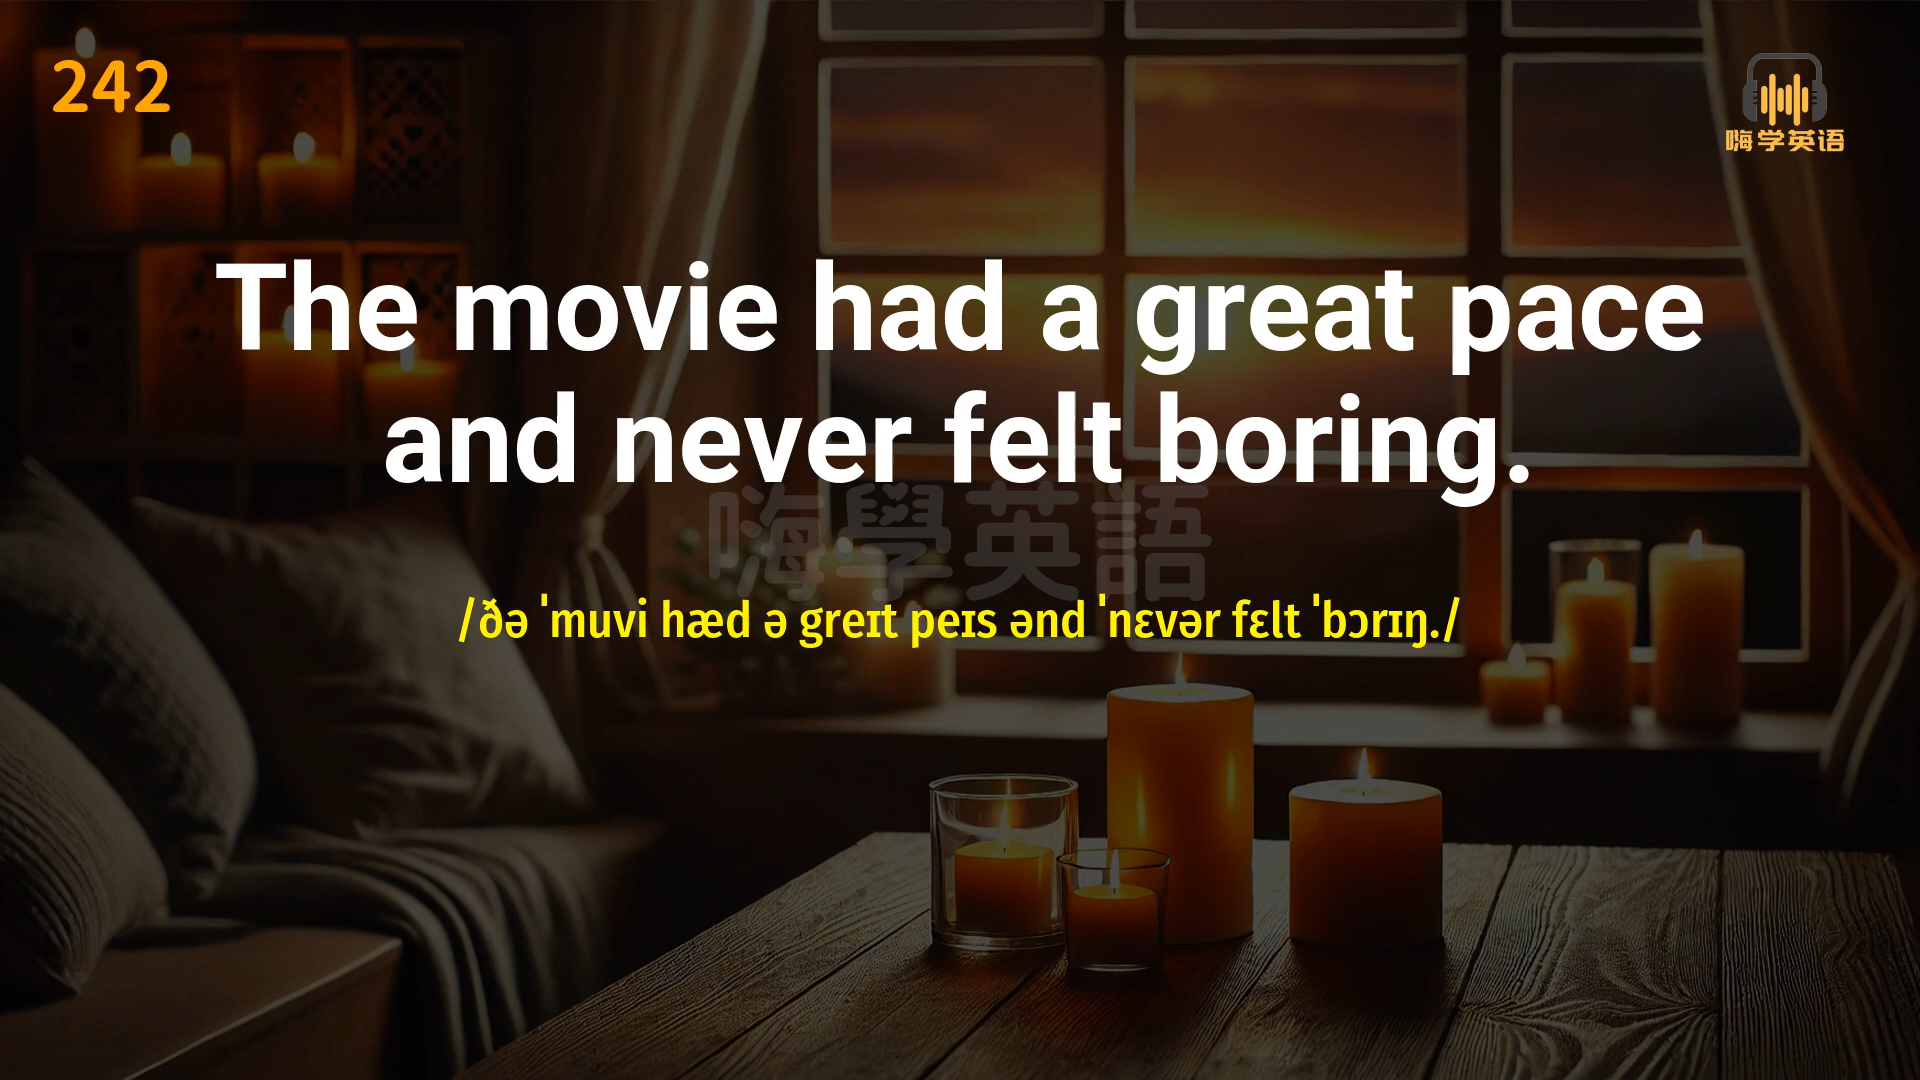 242
嗨学英语
The movie had a great pace
and never felt boring.
嗨學英語
/ðə ˈmuvi hæd ə greɪt peɪs ənd ˈnɛvər fɛlt ˈbɔrɪŋ./